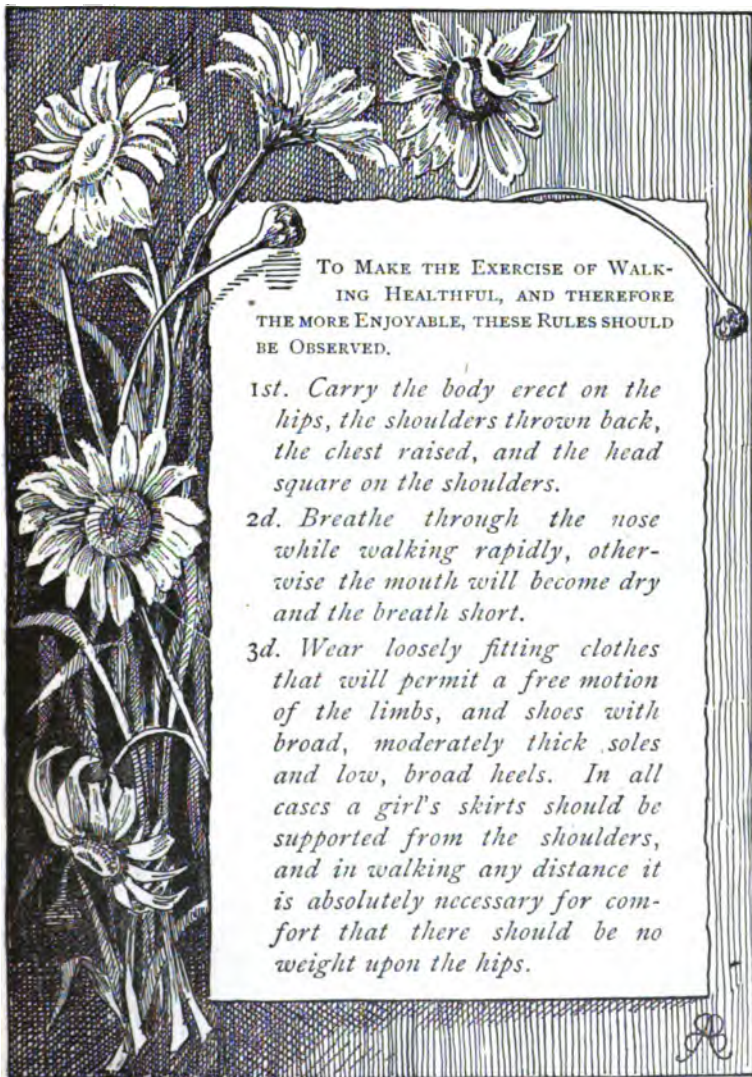 To Make the Exercise of Walk-
ing Healthful, and therefore
the more Enjoyable, these Rules should
be Observed.
1st. Carry the body erect on the
hips, the shoulders thrown back,
the chest raised, and the head
square on the shoulders.
2d. Breathe through the nose
while walking rapidly, other-
wise the mouth will become dry
and the breath short.
3d. Wear loosely fitting clothes
that will permit a free motion
of the limbs, and shoes with
broad, moderately thick soles
and low, broad heels. In all
cases a girl's skirts should be
supported from the shoulders,
and in walking any distance it
is absolutely necessary for com-
fort that there should be no
weight upon the hips.